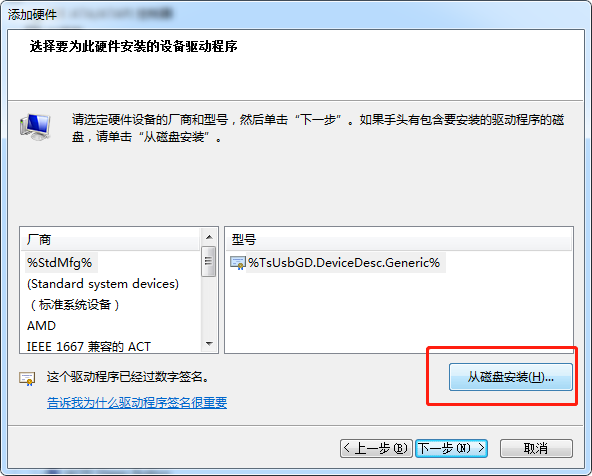 添加硬件
选择要为此硬件安装的设备驱动程序
请选定硬件设备的厂商和型号，然后单击“下一步”。如果手头有包含要安装的驱动程序的磁
盘，请单击“从磁盘安装”。
厂商
%StdMfg%
(Standard system devices)
（标准系统设备）
AMD
IEEE 1667 兼容的 ACT
型号
%TsUsbGD.DeviceDesc.Generic%
这个驱动程序已经过数字签名。
告诉我为什么驱动程序签名很重要
从磁盘安装(H)...
< 上一步(B) 下一步(N) > 取消